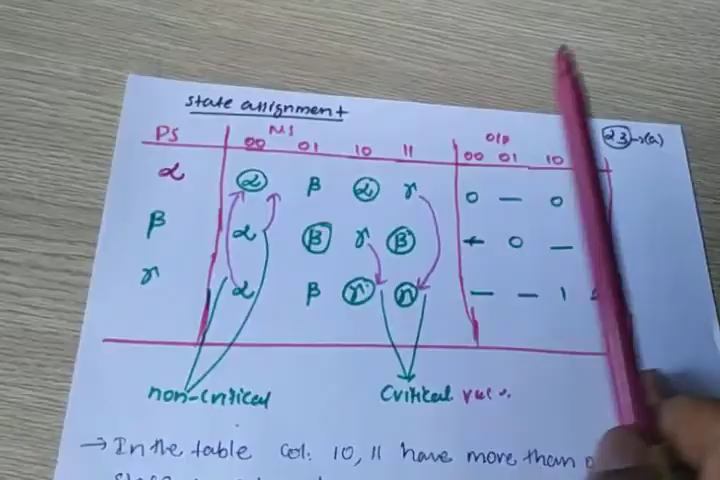 state assignment
PS NS O/P 23→(a)
00 01 10 11 00 01 10
α α β α γ 0 — 0
β α β γ β — 0 —
γ α β γ γ — — 1
non-critical Critical
→ In the table Col: 10, 11 have more than